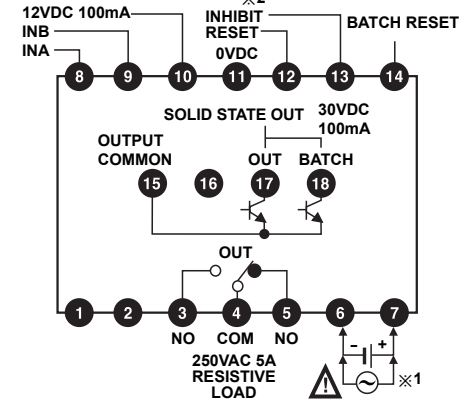 ※2
12VDC 100mA
INHIBIT
BATCH RESET
INB
RESET
INA
0VDC
8 9 10 11 12 13 14
SOLID STATE OUT
30VDC
100mA
OUTPUT
COMMON
OUT BATCH
15 16 17 18
OUT
1 2 3 4 5 6 7
NO COM NO
- +
250VAC 5A
RESISTIVE
LOAD
! ※1